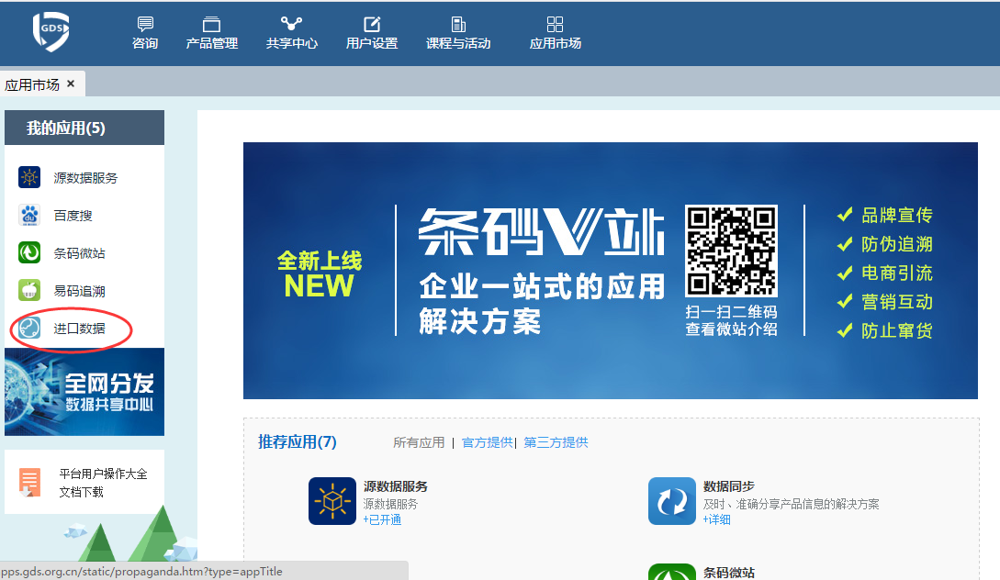 GDS
咨询
产品管理
共享中心
用户设置
课程与活动
应用市场
应用市场 ×
我的应用(5)
源数据服务
du
百度搜
条码微站
易码追溯
进口数据
全网分发
数据共享中心
平台用户操作大全
文档下载
全新上线
NEW
条码V站
企业一站式的应用
解决方案
扫一扫二维码
查看微站介绍
品牌宣传
防伪追溯
电商引流
营销互动
防止窜货
推荐应用(7)
所有应用 | 官方提供 | 第三方提供
源数据服务
源数据服务
+已开通
数据同步
及时、准确分享产品信息的解决方案
+详细
条码微站
pps.gds.org.cn/static/propaganda.htm?type=appTitle